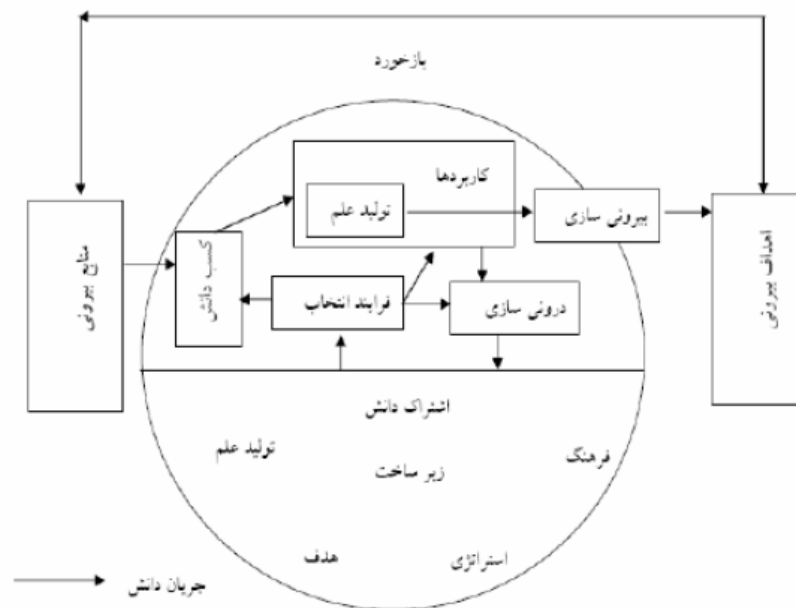 بازخورد
کاربردها
تولید علم
بیرونی سازی
اهداف بیرونی
منابع بیرونی
کسب دانش
فرایند انتخاب
درونی سازی
اشتراک دانش
تولید علم
فرهنگ
زیر ساخت
هدف
استراتژی
جریان دانش